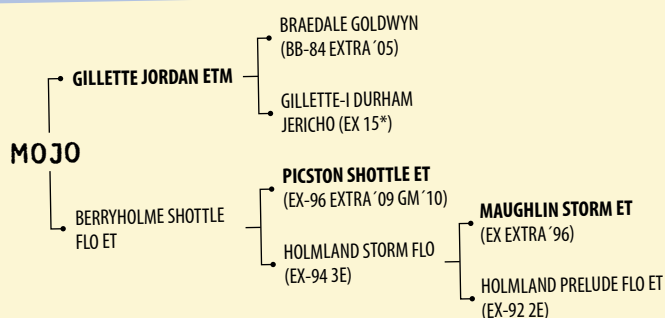 BRAEDALE GOLDWYN
(BB-84 EXTRA´05)
GILLETTE JORDAN ETM
GILLETTE-I DURHAM
JERICHO (EX 15*)
MOJO
PICSTON SHOTTLE ET
(EX-96 EXTRA´09 GM´10)
MAUGHLIN STORM ET
(EX EXTRA´96)
BERRYHOLME SHOTTLE
FLO ET
HOLMLAND STORM FLO
(EX-94 3E)
HOLMLAND PRELUDE FLO ET
(EX-92 2E)